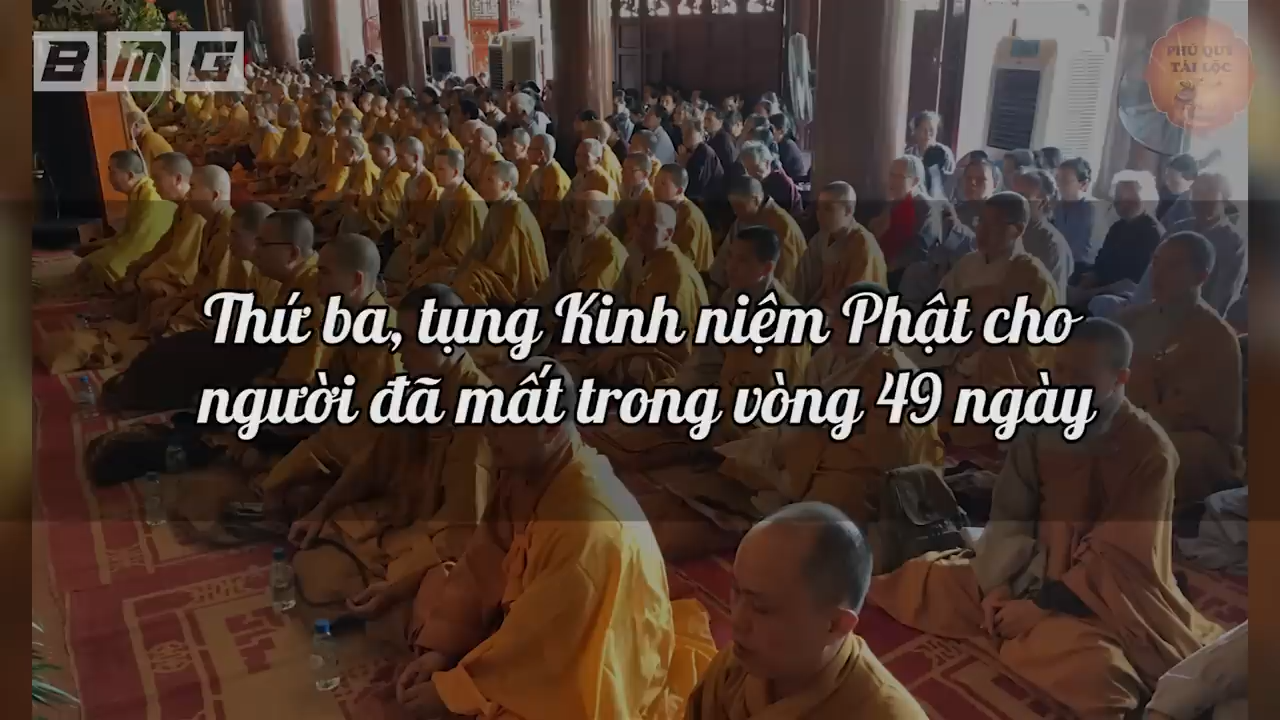 BMG
PHÚ QUÝ
TÀI LỘC
Thứ ba, tụng Kinh niệm Phật cho
người đã mất trong vòng 49 ngày